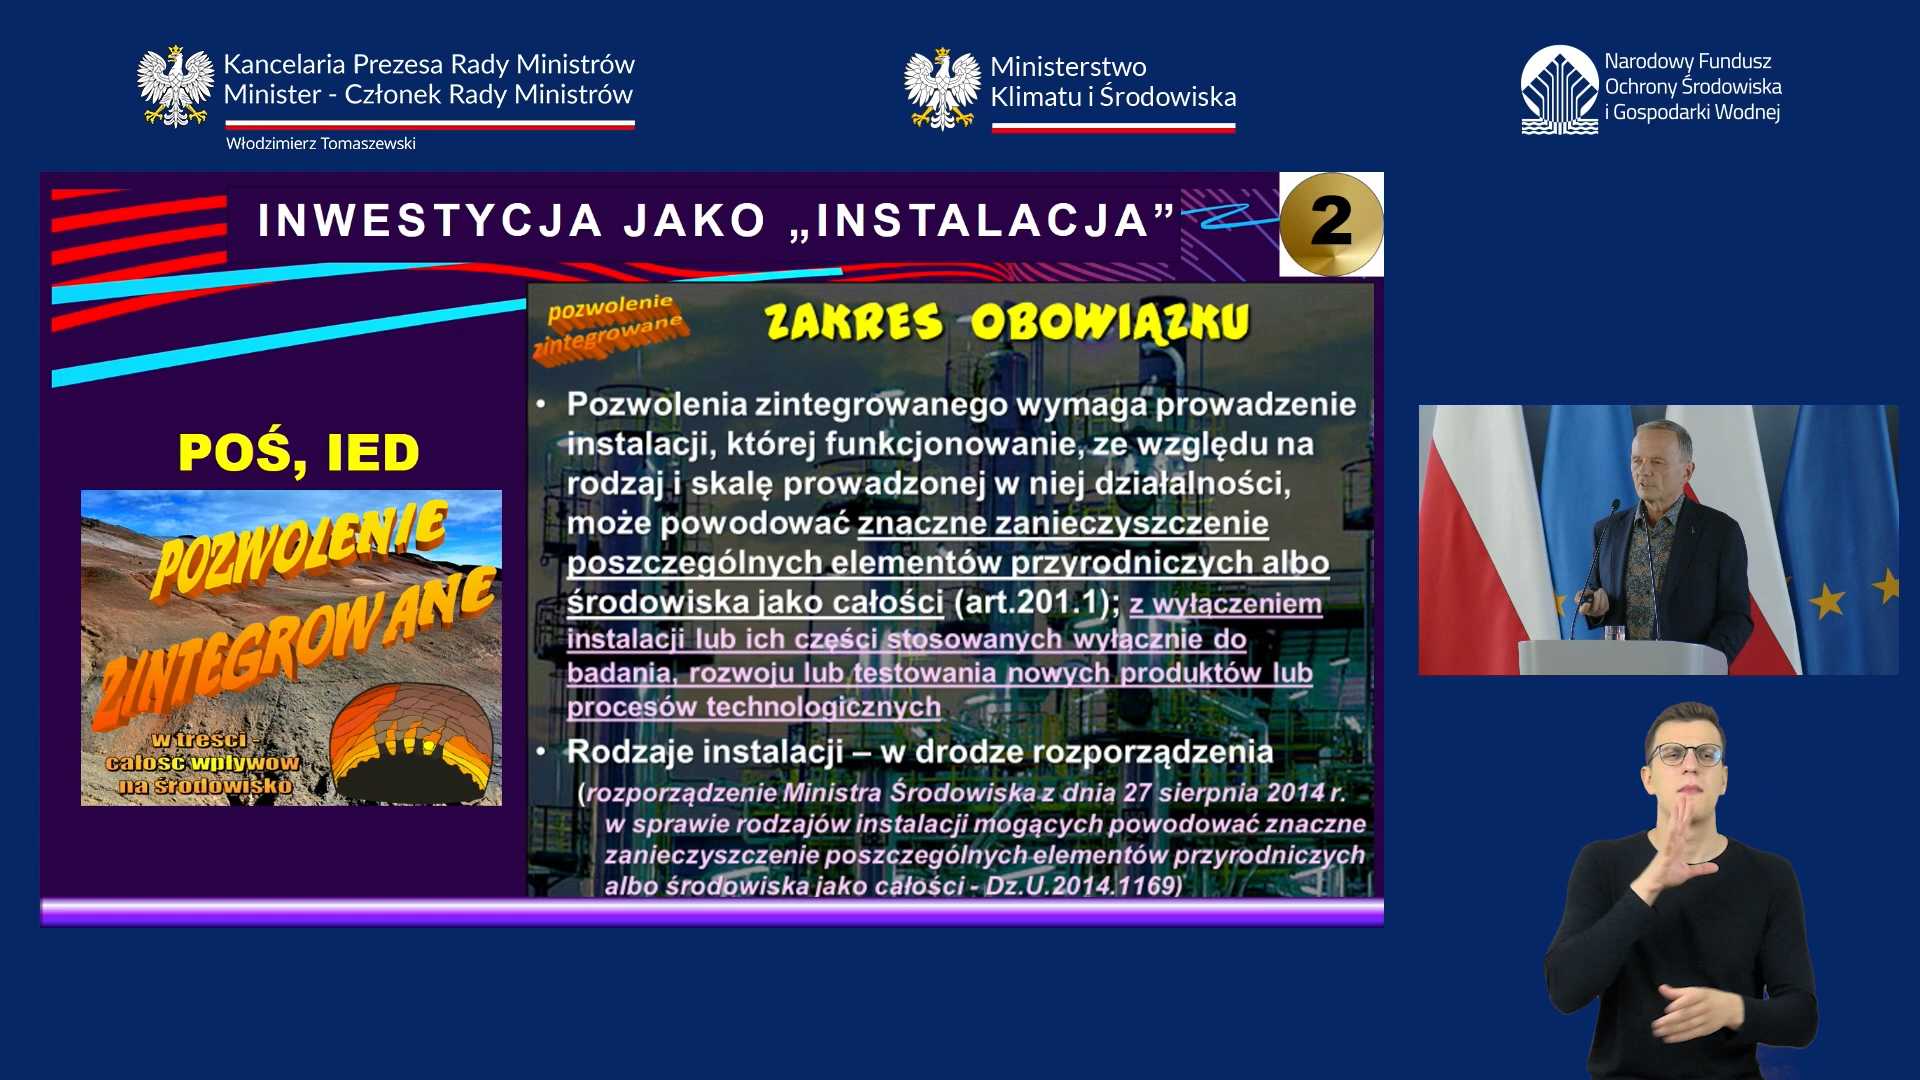 Kancelaria Prezesa Rady Ministrów
Minister - Członek Rady Ministrów
Włodzimierz Tomaszewski
Ministerstwo
Klimatu i Środowiska
Narodowy Fundusz
Ochrony Środowiska
i Gospodarki Wodnej
INWESTYCJA JAKO „INSTALACJA”
2
POŚ, IED
POZWOLENIE
ZINTEGROWANE
w treści -
całość wpływów
na środowisko
pozwolenie
zintegrowane
ZAKRES OBOWIĄZKU
• Pozwolenia zintegrowanego wymaga prowadzenie
instalacji, której funkcjonowanie, ze względu na
rodzaj i skalę prowadzonej w niej działalności,
może powodować znaczne zanieczyszczenie
poszczególnych elementów przyrodniczych albo
środowiska jako całości (art.201.1); z wyłączeniem
instalacji lub ich części stosowanych wyłącznie do
badania, rozwoju lub testowania nowych produktów lub
procesów technologicznych
• Rodzaje instalacji – w drodze rozporządzenia
(rozporządzenie Ministra Środowiska z dnia 27 sierpnia 2014 r.
w sprawie rodzajów instalacji mogących powodować znaczne
zanieczyszczenie poszczególnych elementów przyrodniczych
albo środowiska jako całości - Dz.U.2014.1169)